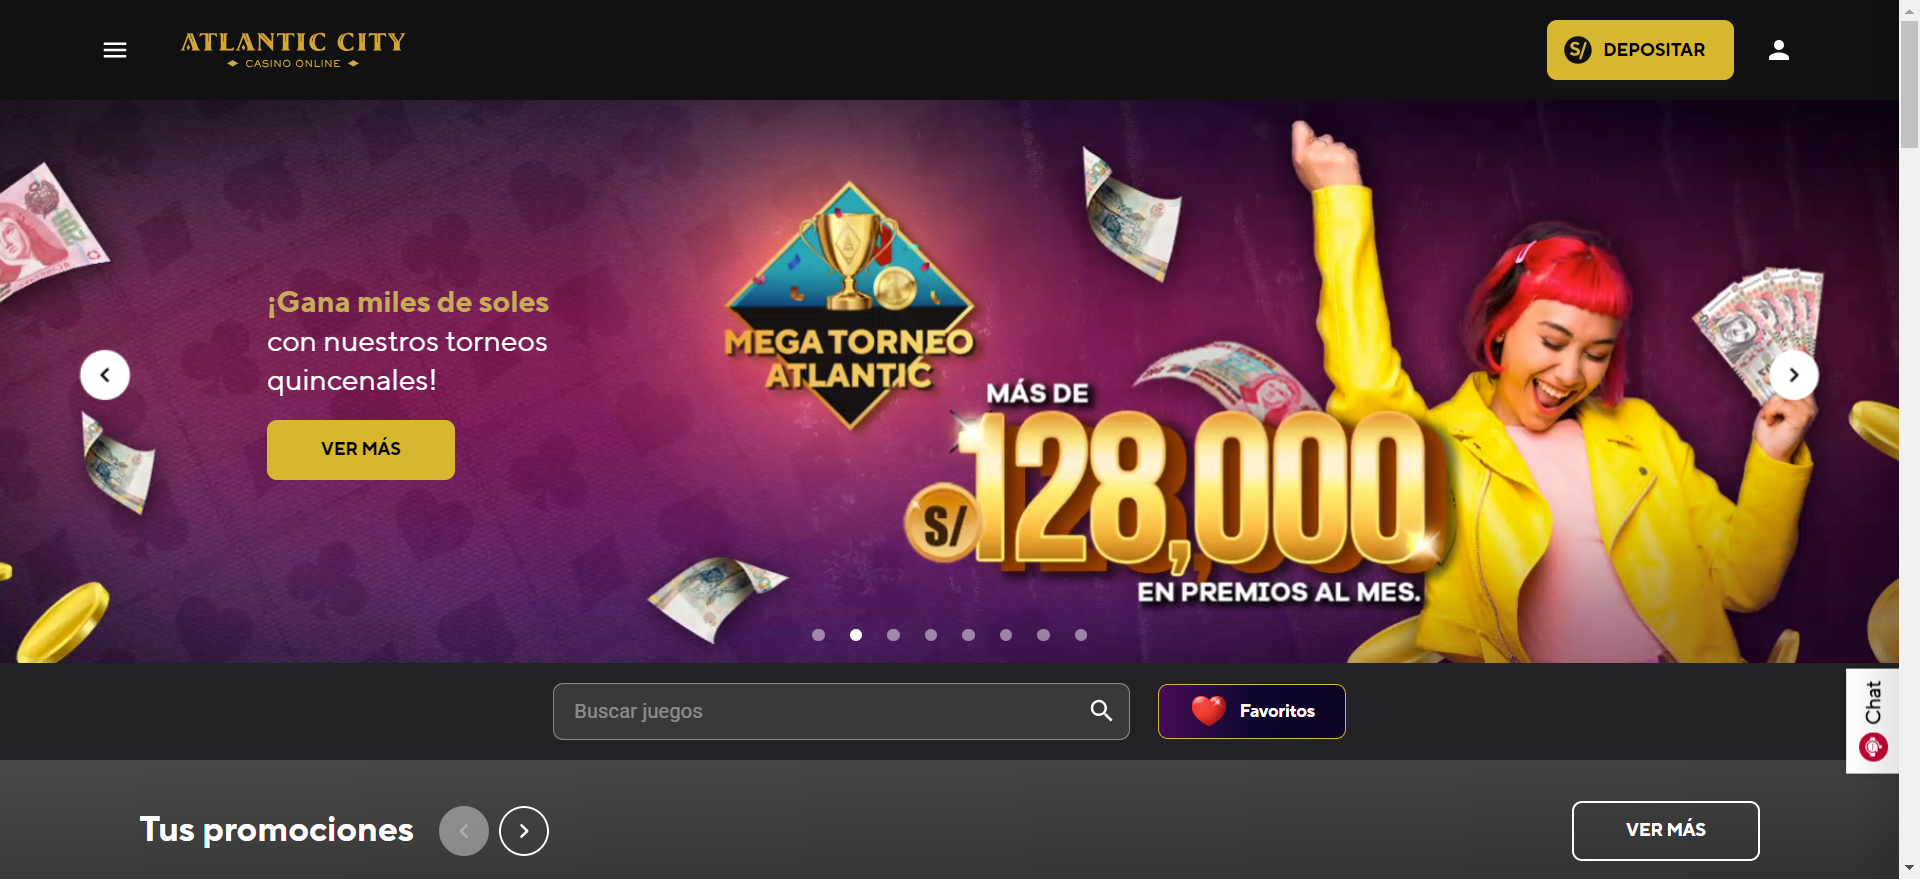 ATLANTIC CITY
CASINO ONLINE
S/ DEPOSITAR
¡Gana miles de soles
con nuestros torneos
quincenales!
VER MÁS
MEGA TORNEO
ATLANTIC
MÁS DE
S/ 128,000
EN PREMIOS AL MES.
Buscar juegos
Favoritos
Chat
Tus promociones
VER MÁS